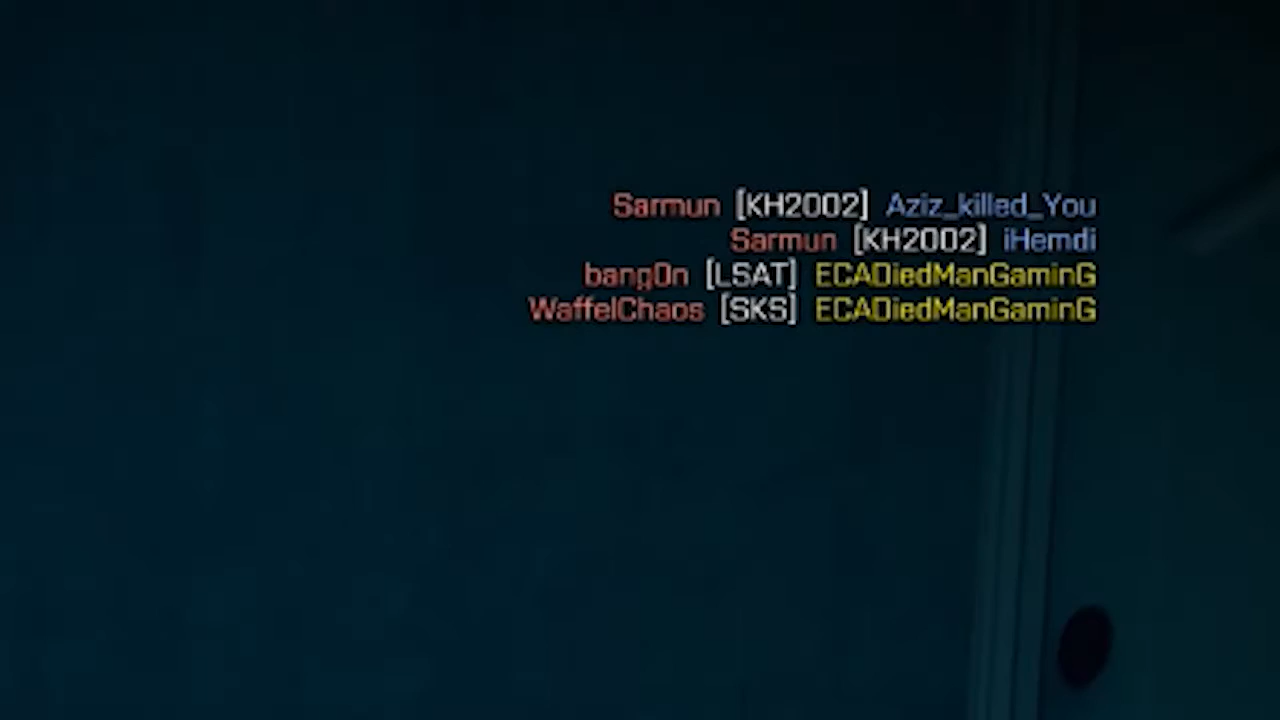 Sarmun [KH2002] Aziz_killed_You
Sarmun [KH2002] iHemdi
bang0n [LSAT] ECADiedManGaminG
WaffelChaos [SKS] ECADiedManGaminG